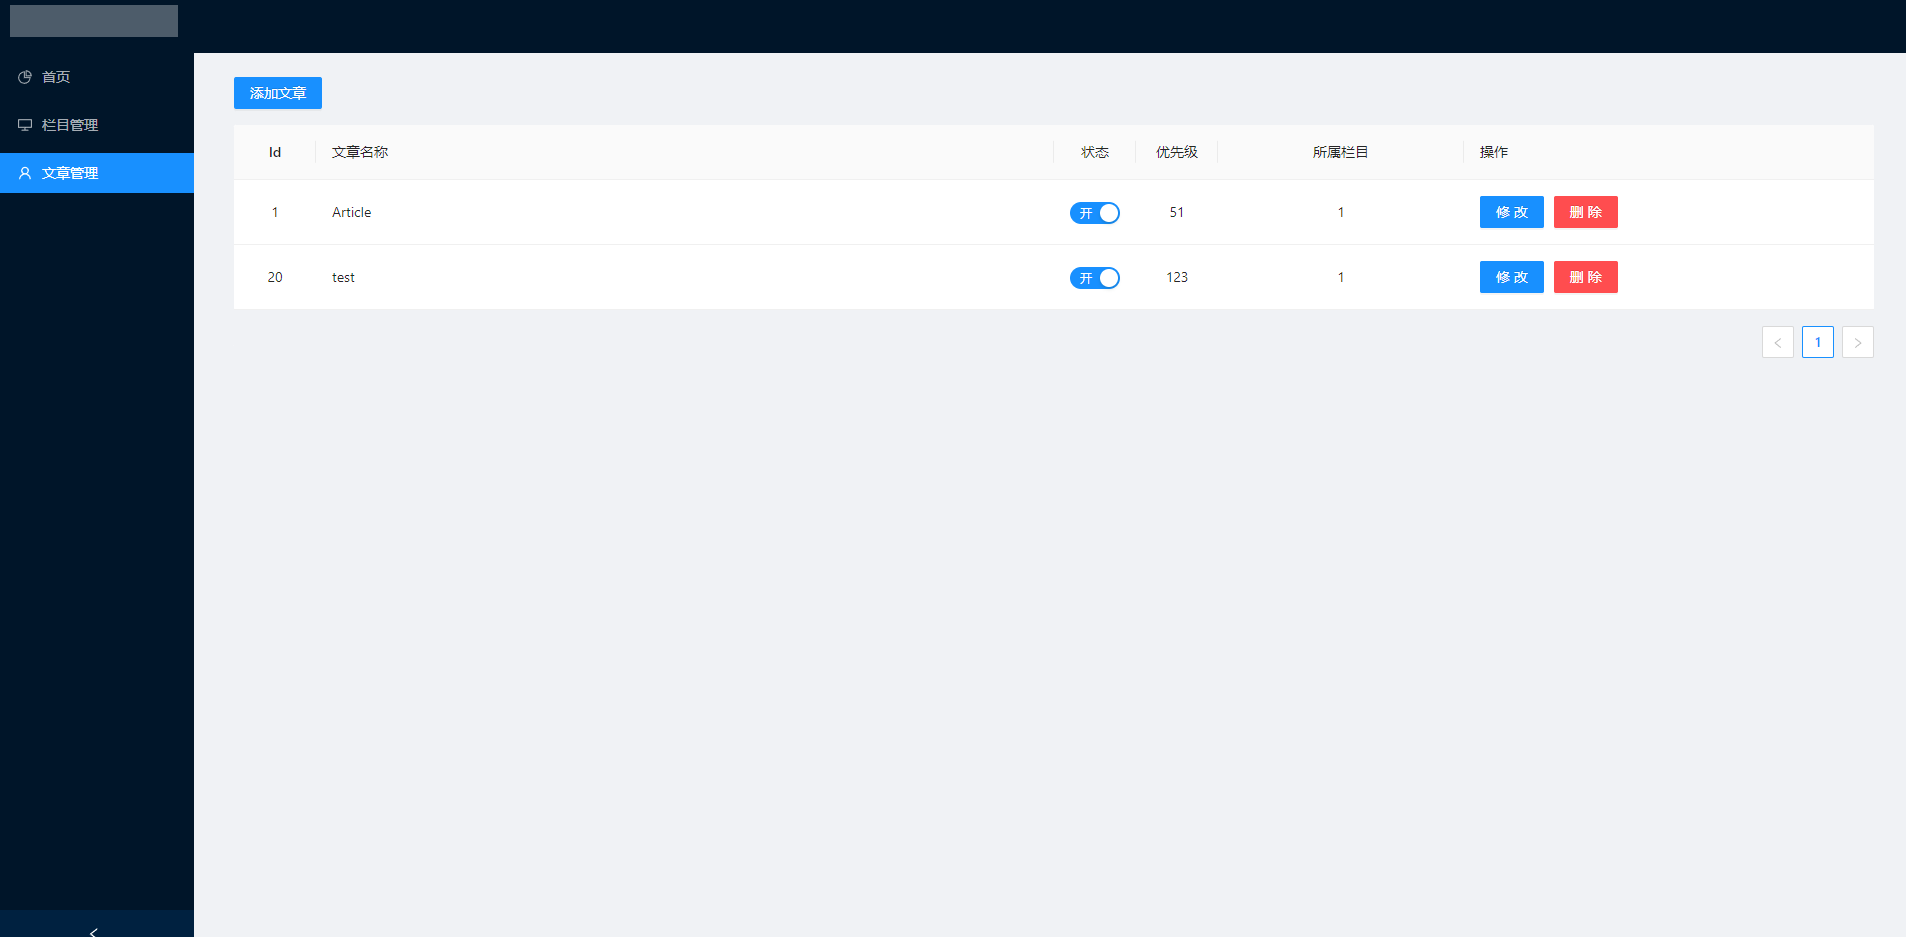 首页
栏目管理
文章管理
添加文章
Id 文章名称 状态 优先级 所属栏目 操作
1 Article 开 51 1 修 改 删 除
20 test 开 123 1 修 改 删 除
< 1 >
<